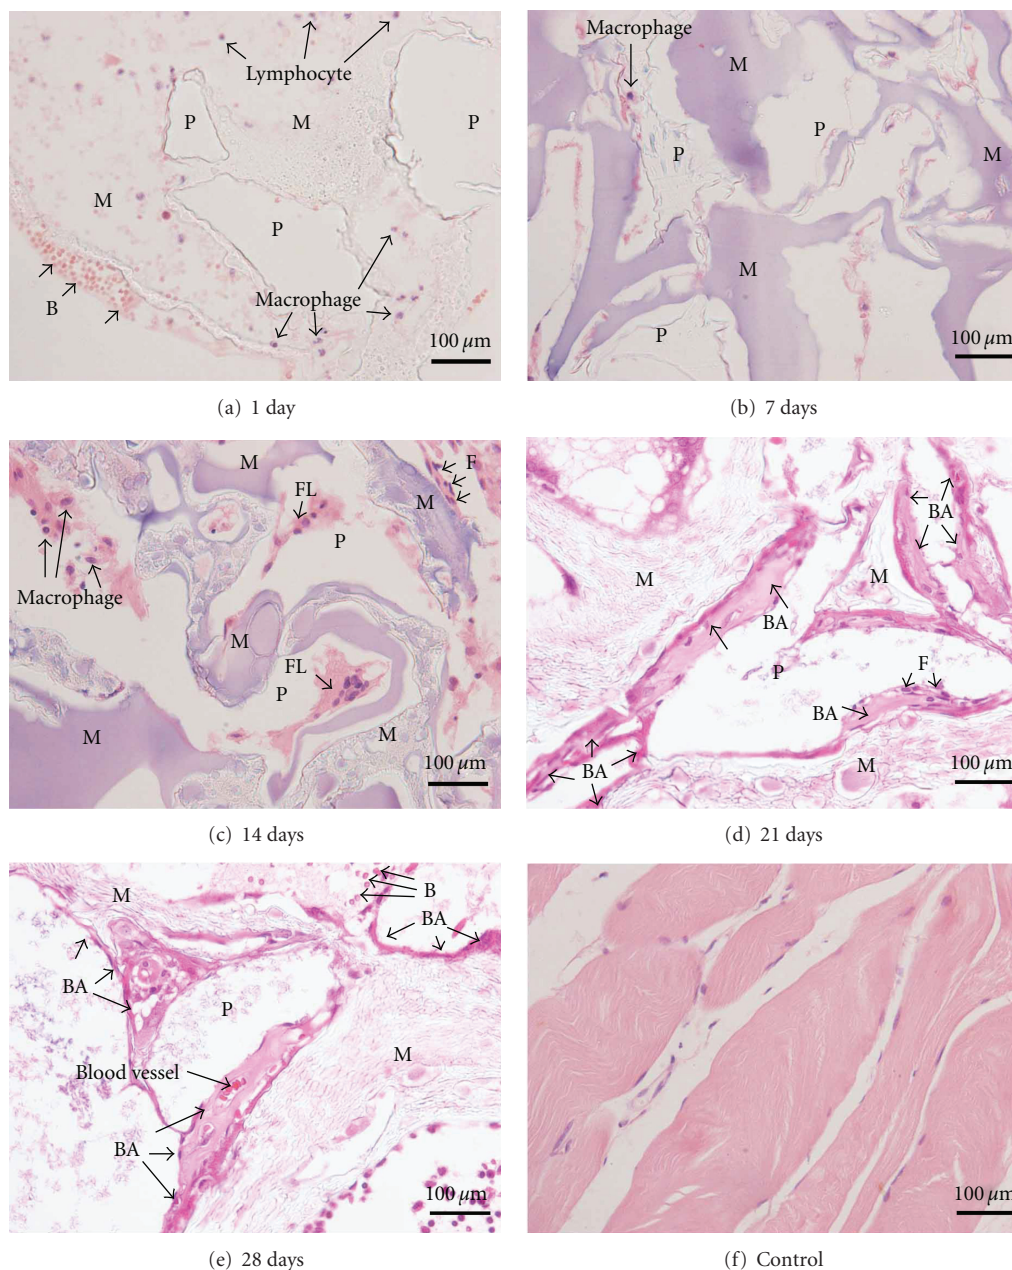 Lymphocyte
P
M
P
M
P
B
Macrophage
100 µm
(a) 1 day
Macrophage
M
P
P
M
M
P
100 µm
(b) 7 days
M
F
FL
M
P
Macrophage
M
FL
P
M
M
100 µm
(c) 14 days
BA
M
M
BA
P
F
BA
BA
M
100 µm
(d) 21 days
M
B
BA
BA
P
M
Blood vessel
BA
100 µm
(e) 28 days
100 µm
(f) Control